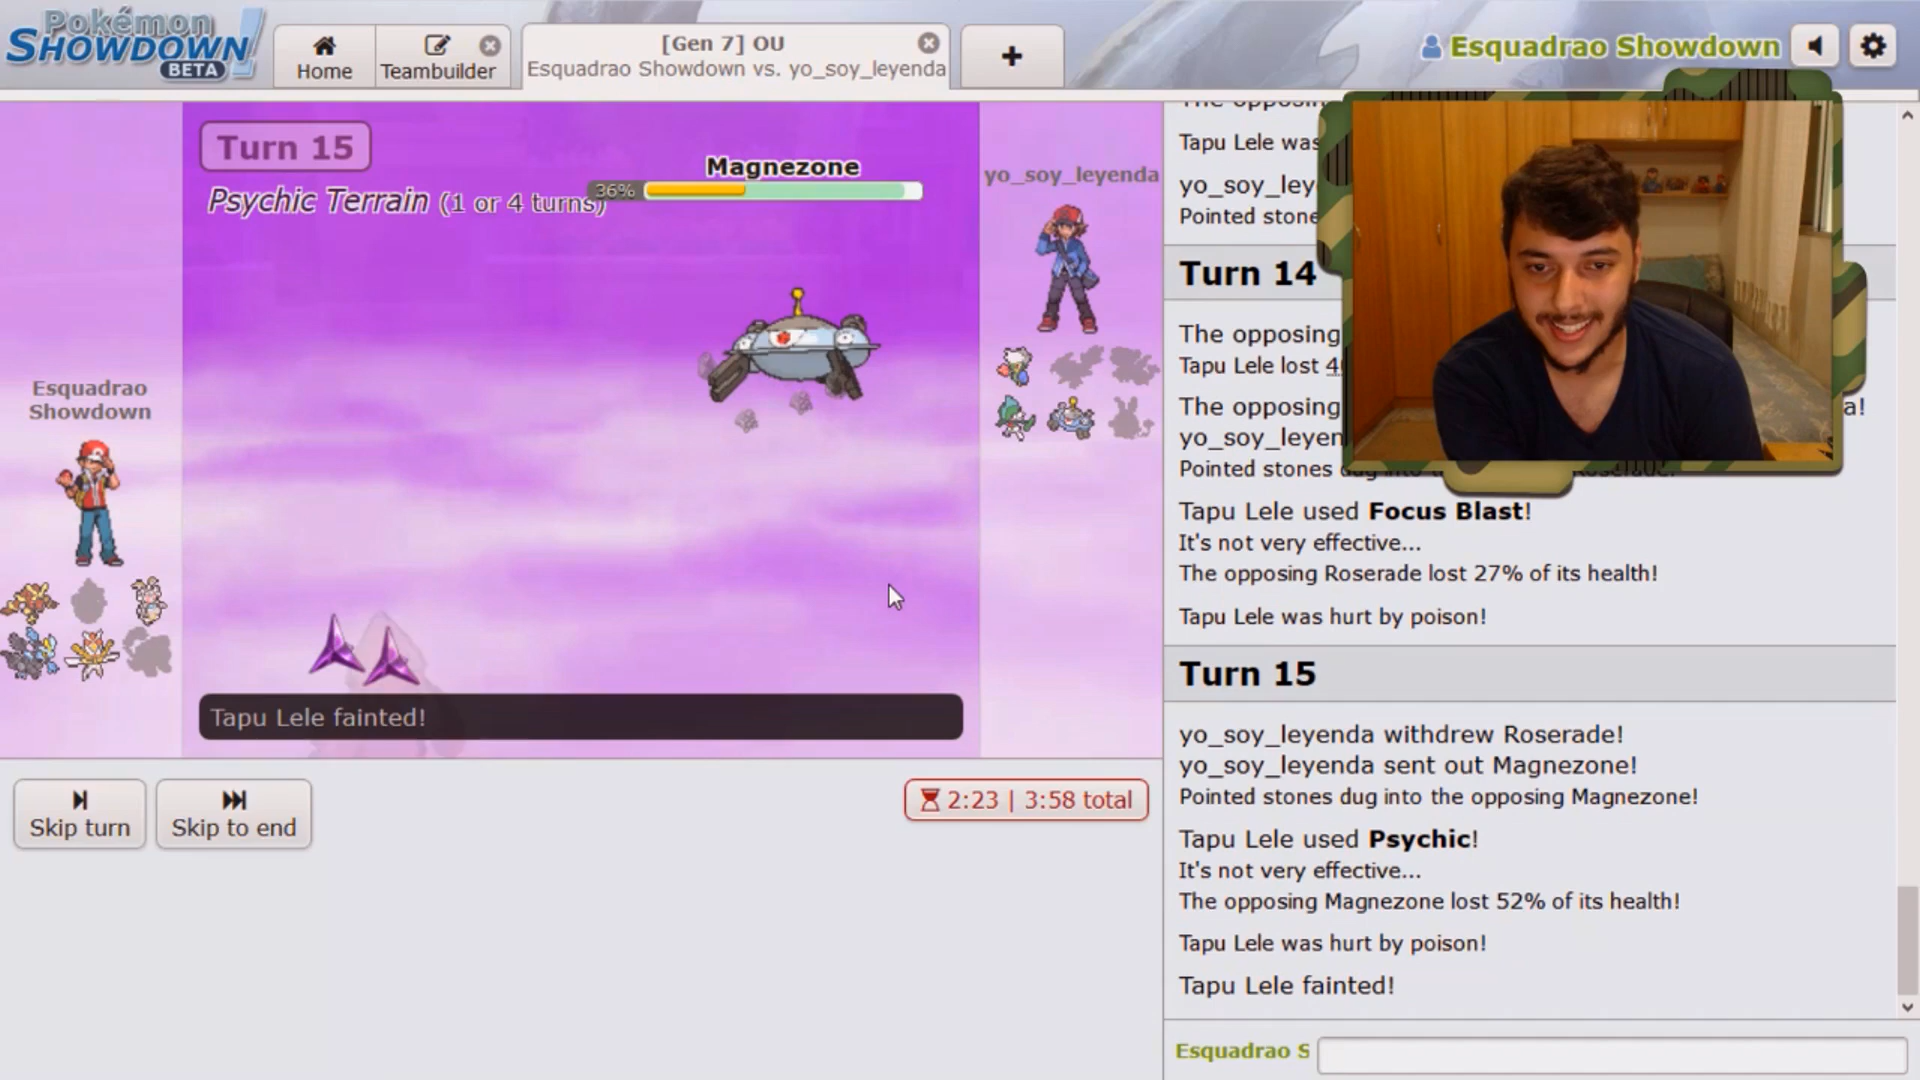 Pokémon
SHOWDOWN!
BETA
Home
Teambuilder
[Gen 7] OU
Esquadrao Showdown vs. yo_soy_leyenda
+
Esquadrao Showdown
Turn 15
Psychic Terrain (1 or 4 turns)
Magnezone
36%
yo_soy_leyenda
Esquadrao
Showdown
Tapu Lele fainted!
Skip turn
Skip to end
2:23 | 3:58 total
Tapu Lele was
Pointed stone
Turn 14
The opposing
Tapu Lele lost
The opposing
a!
Pointed stones
Tapu Lele used Focus Blast!
It's not very effective...
The opposing Roserade lost 27% of its health!
Tapu Lele was hurt by poison!
Turn 15
yo_soy_leyenda withdrew Roserade!
yo_soy_leyenda sent out Magnezone!
Pointed stones dug into the opposing Magnezone!
Tapu Lele used Psychic!
It's not very effective...
The opposing Magnezone lost 52% of its health!
Tapu Lele was hurt by poison!
Tapu Lele fainted!
Esquadrao S